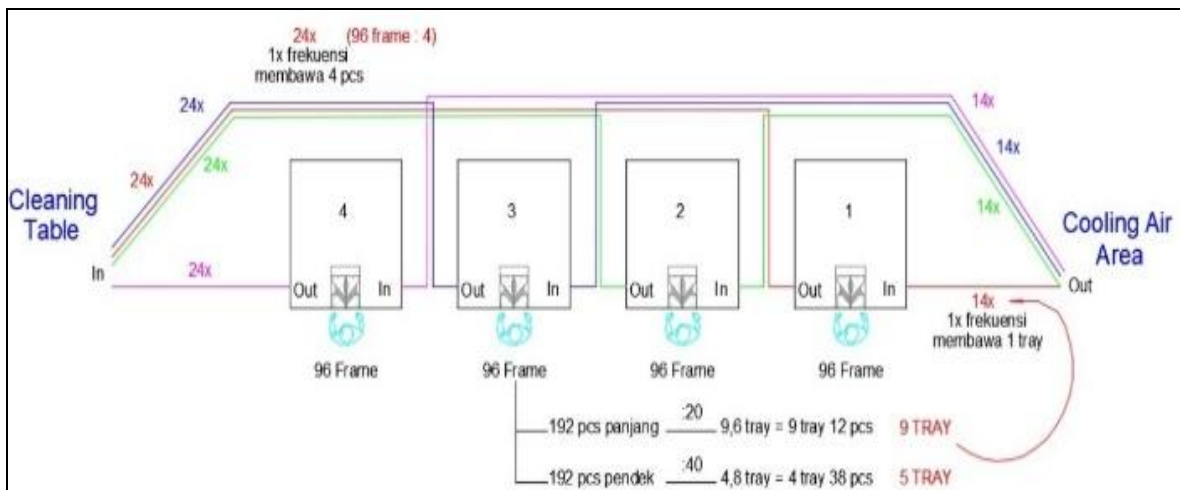 24x (96 frame : 4)
1x frekuensi
membawa 4 pcs
24x
24x
24x
14x
14x
14x
Cleaning
Table
In
24x
4
3
2
1
Out In
Out In
Out In
Out In
Cooling Air
Area
Out
14x
1x frekuensi
membawa 1 tray
96 Frame
96 Frame
96 Frame
96 Frame
192 pcs panjang :20 9,6 tray = 9 tray 12 pcs 9 TRAY
192 pcs pendek :40 4,8 tray = 4 tray 38 pcs 5 TRAY